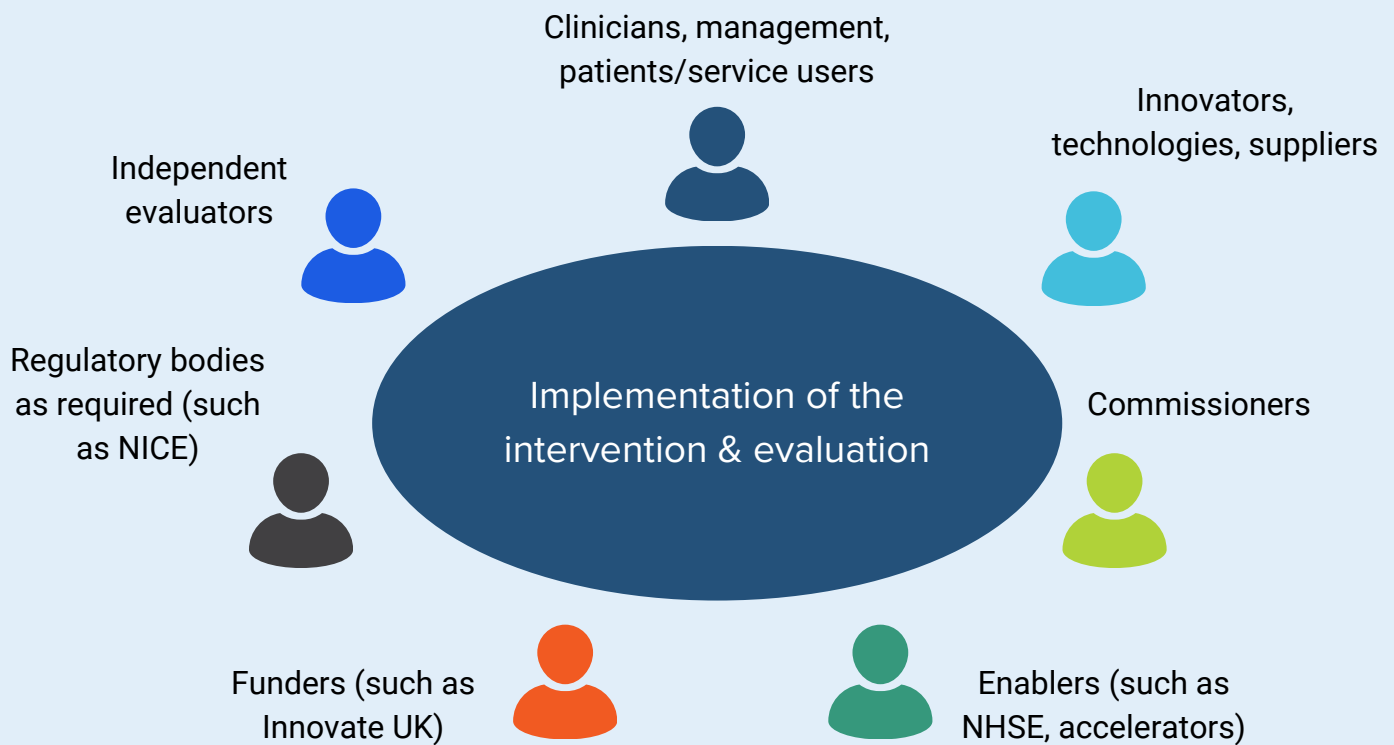 Clinicians, management,
patients/service users
Innovators,
technologies, suppliers
Independent
evaluators
Regulatory bodies
as required (such
as NICE)
Implementation of the
intervention & evaluation
Commissioners
Funders (such as
Innovate UK)
Enablers (such as
NHSE, accelerators)